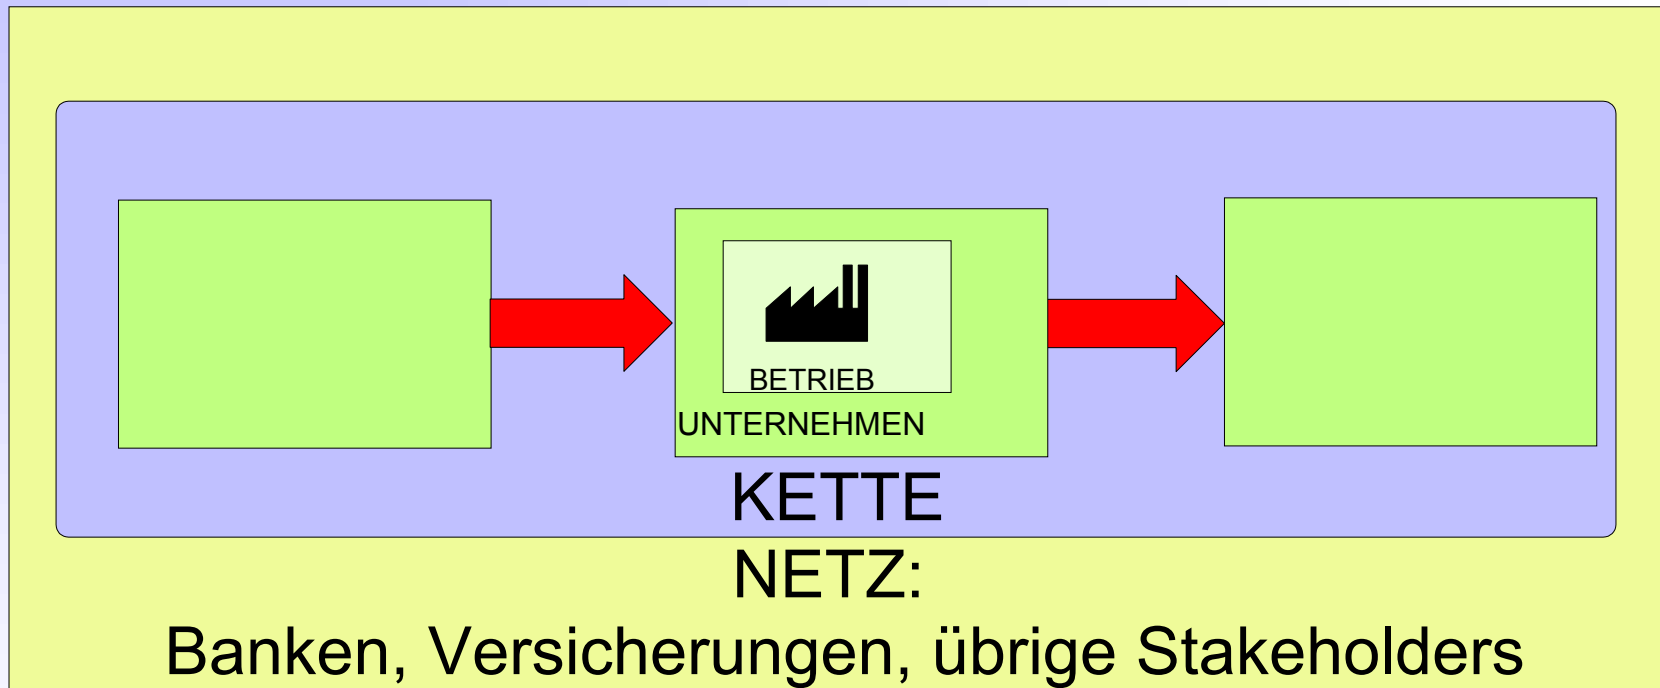 BETRIEB
UNTERNEHMEN
KETTE
NETZ:
Banken, Versicherungen, übrige Stakeholders